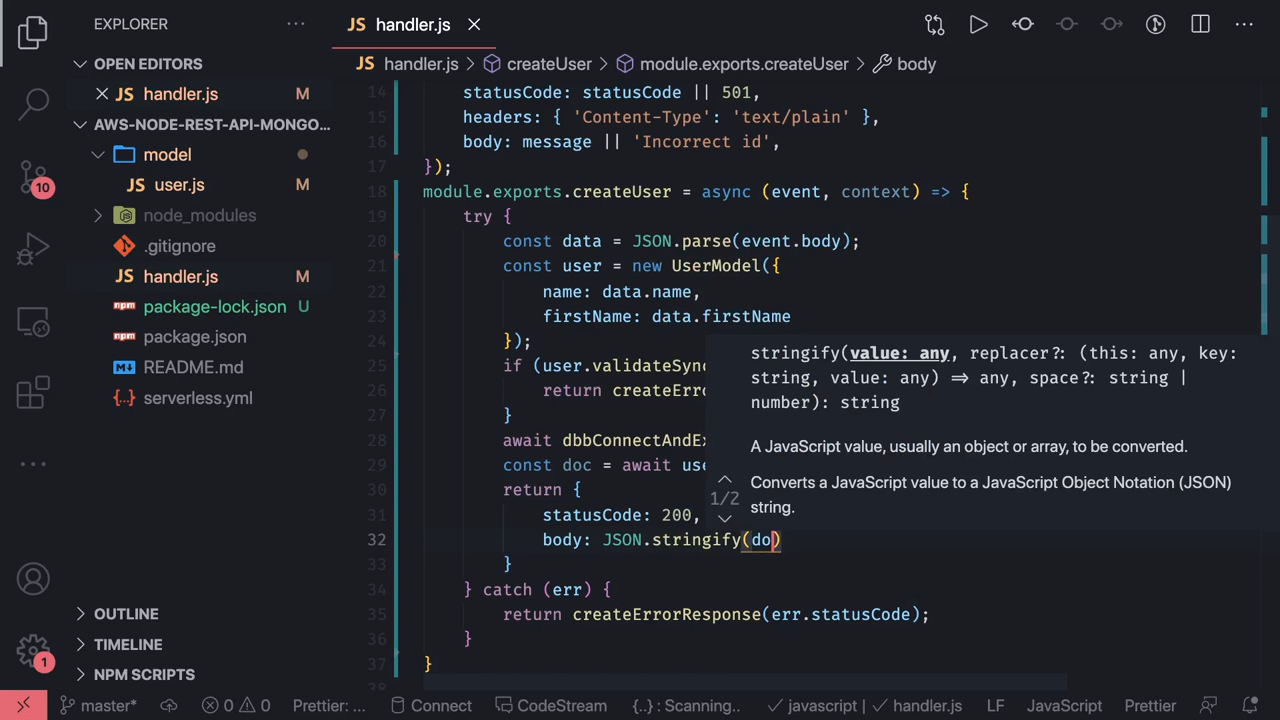 EXPLORER
JS handler.js
OPEN EDITORS
JS handler.js M
AWS-NODE-REST-API-MONGO...
model
JS user.js M
node_modules
.gitignore
JS handler.js M
npm package-lock.json U
npm package.json
README.md
{..} serverless.yml
OUTLINE
TIMELINE
NPM SCRIPTS
10
1
JS handler.js > createUser > module.exports.createUser > body
14 statusCode: statusCode || 501,
15 headers: { 'Content-Type': 'text/plain' },
16 body: message || 'Incorrect id',
17 });
18 module.exports.createUser = async (event, context) => {
19 try {
20 const data = JSON.parse(event.body);
21 const user = new UserModel({
22 name: data.name,
23 firstName: data.firstName
24 });
25 if (user.validateSync
26 return createErro
27 }
28 await dbbConnectAndEx
29 const doc = await use
30 return {
31 statusCode: 200,
32 body: JSON.stringify(do)
33 }
34 } catch (err) {
35 return createErrorResponse(err.statusCode);
36 }
37 }
38
stringify(value: any, replacer?: (this: any, key:
string, value: any) => any, space?: string |
number): string
A JavaScript value, usually an object or array, to be converted.
1/2
Converts a JavaScript value to a JavaScript Object Notation (JSON)
string.
master* 0 0 Prettier: ... Connect CodeStream {..} : Scanning.. javascript | handler.js LF JavaScript Prettier